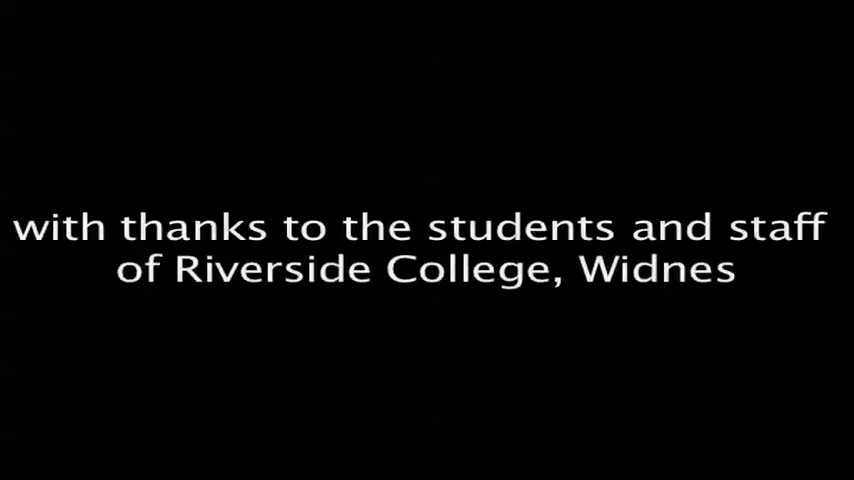 with thanks to the students and staff
of Riverside College, Widnes